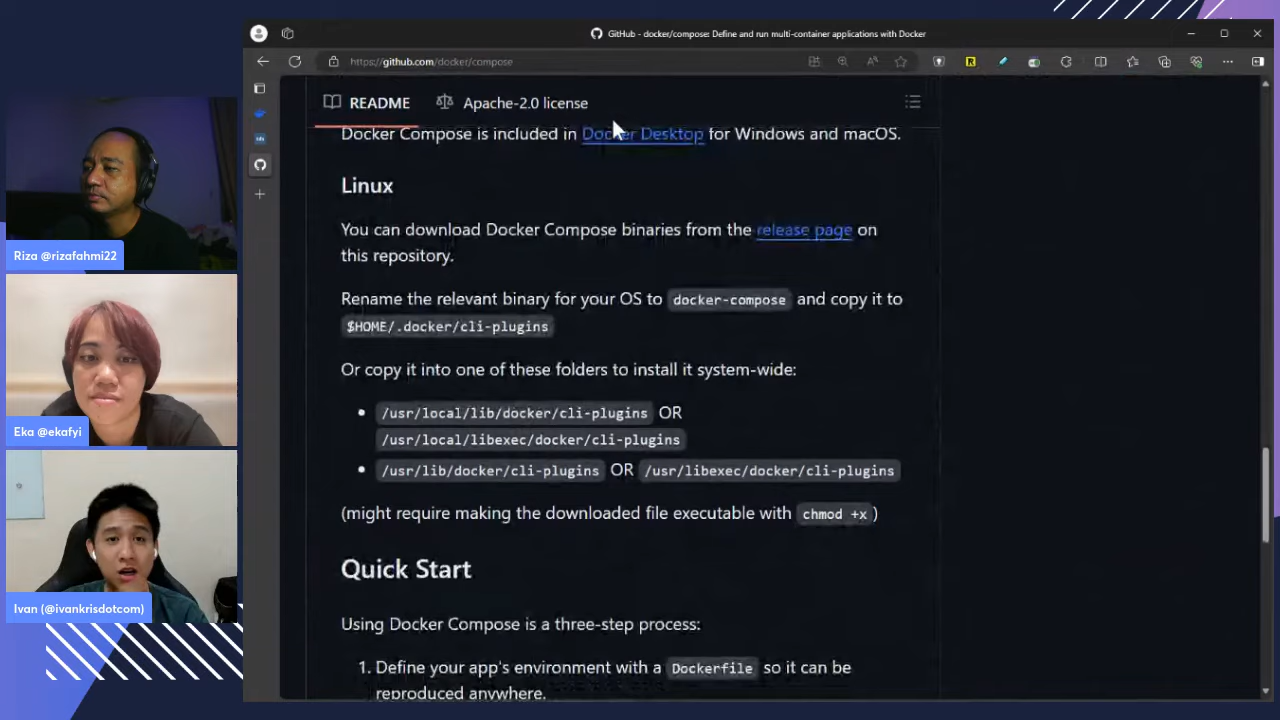 GitHub - docker/compose: Define and run multi-container applications with Docker
https://github.com/docker/compose
README
Apache-2.0 license
Docker Compose is included in Docker Desktop for Windows and macOS.
Linux
You can download Docker Compose binaries from the release page on
this repository.
Rename the relevant binary for your OS to docker-compose and copy it to
$HOME/.docker/cli-plugins
Or copy it into one of these folders to install it system-wide:
• /usr/local/lib/docker/cli-plugins OR
/usr/local/libexec/docker/cli-plugins
• /usr/lib/docker/cli-plugins OR /usr/libexec/docker/cli-plugins
(might require making the downloaded file executable with chmod +x)
Quick Start
Using Docker Compose is a three-step process:
1. Define your app's environment with a Dockerfile so it can be
reproduced anywhere.
Riza @rizafahmi22
Eka @ekafyi
Ivan (@ivankrisdotcom)